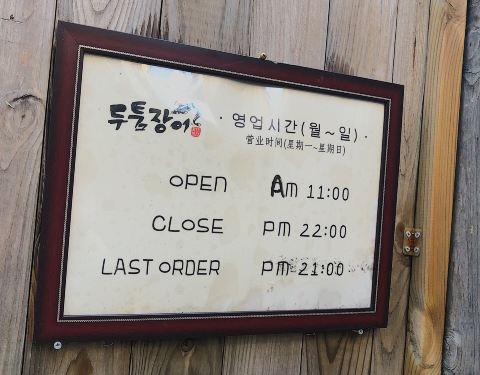 두툼장어 · 영업시간(월~일) ·
营业时间(星期一~星期日)
OPEN Am 11:00
CLOSE pm 22:00
LAST ORDER pm 21:00